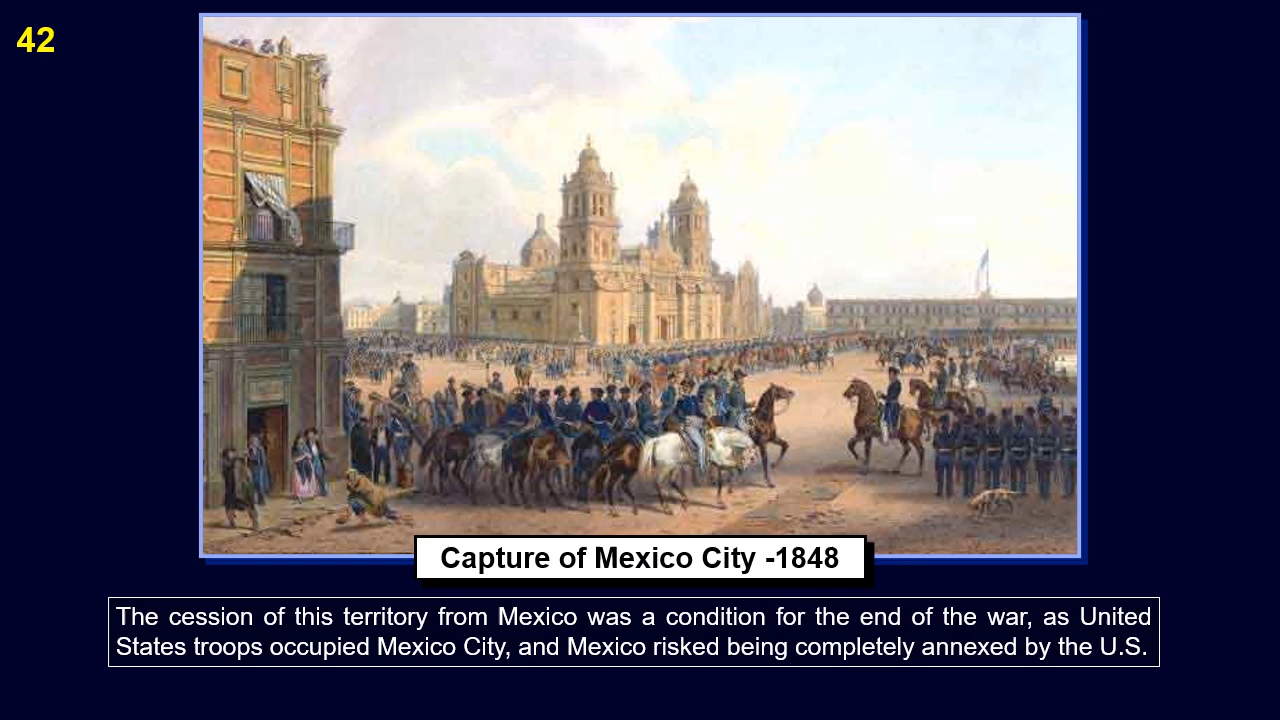 42
Capture of Mexico City -1848
The cession of this territory from Mexico was a condition for the end of the war, as United
States troops occupied Mexico City, and Mexico risked being completely annexed by the U.S.